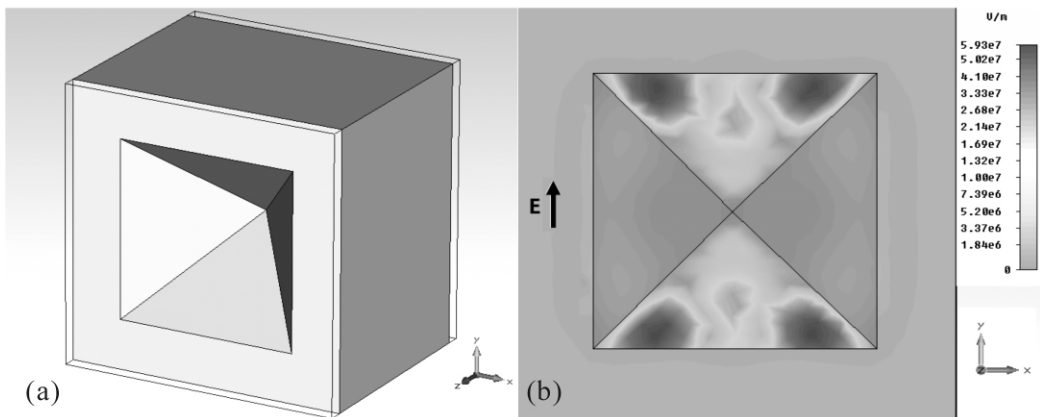 V/m
5.93e7
5.02e7
4.10e7
3.33e7
2.68e7
2.14e7
1.69e7
1.32e7
1.00e7
7.39e6
5.20e6
3.37e6
1.84e6
0
E
y
x
z
(a)
y
x
z
(b)